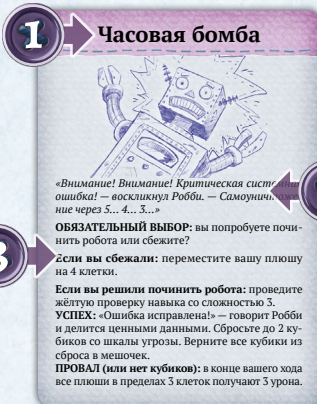 1
Часовая бомба
«Внимание! Внимание! Критическая
ошибка! — воскликнул Робби. —
ние через 5... 4... 3...»
ОБЯЗАТЕЛЬНЫЙ ВЫБОР: вы попробуете почи-
нить робота или сбежите?
3
Если вы сбежали: переместите вашу плюшу
на 4 клетки.
Если вы решили починить робота: проведите
жёлтую проверку навыка со сложностью 3.
УСПЕХ: «Ошибка исправлена!» — говорит Робби
и делится ценными данными. Сбросьте до 2 ку-
биков со шкалы угрозы. Верните все кубики из
сброса в мешочек.
ПРОВАЛ (или нет кубиков): в конце вашего хода
все плюши в пределах 3 клеток получают 3 урона.